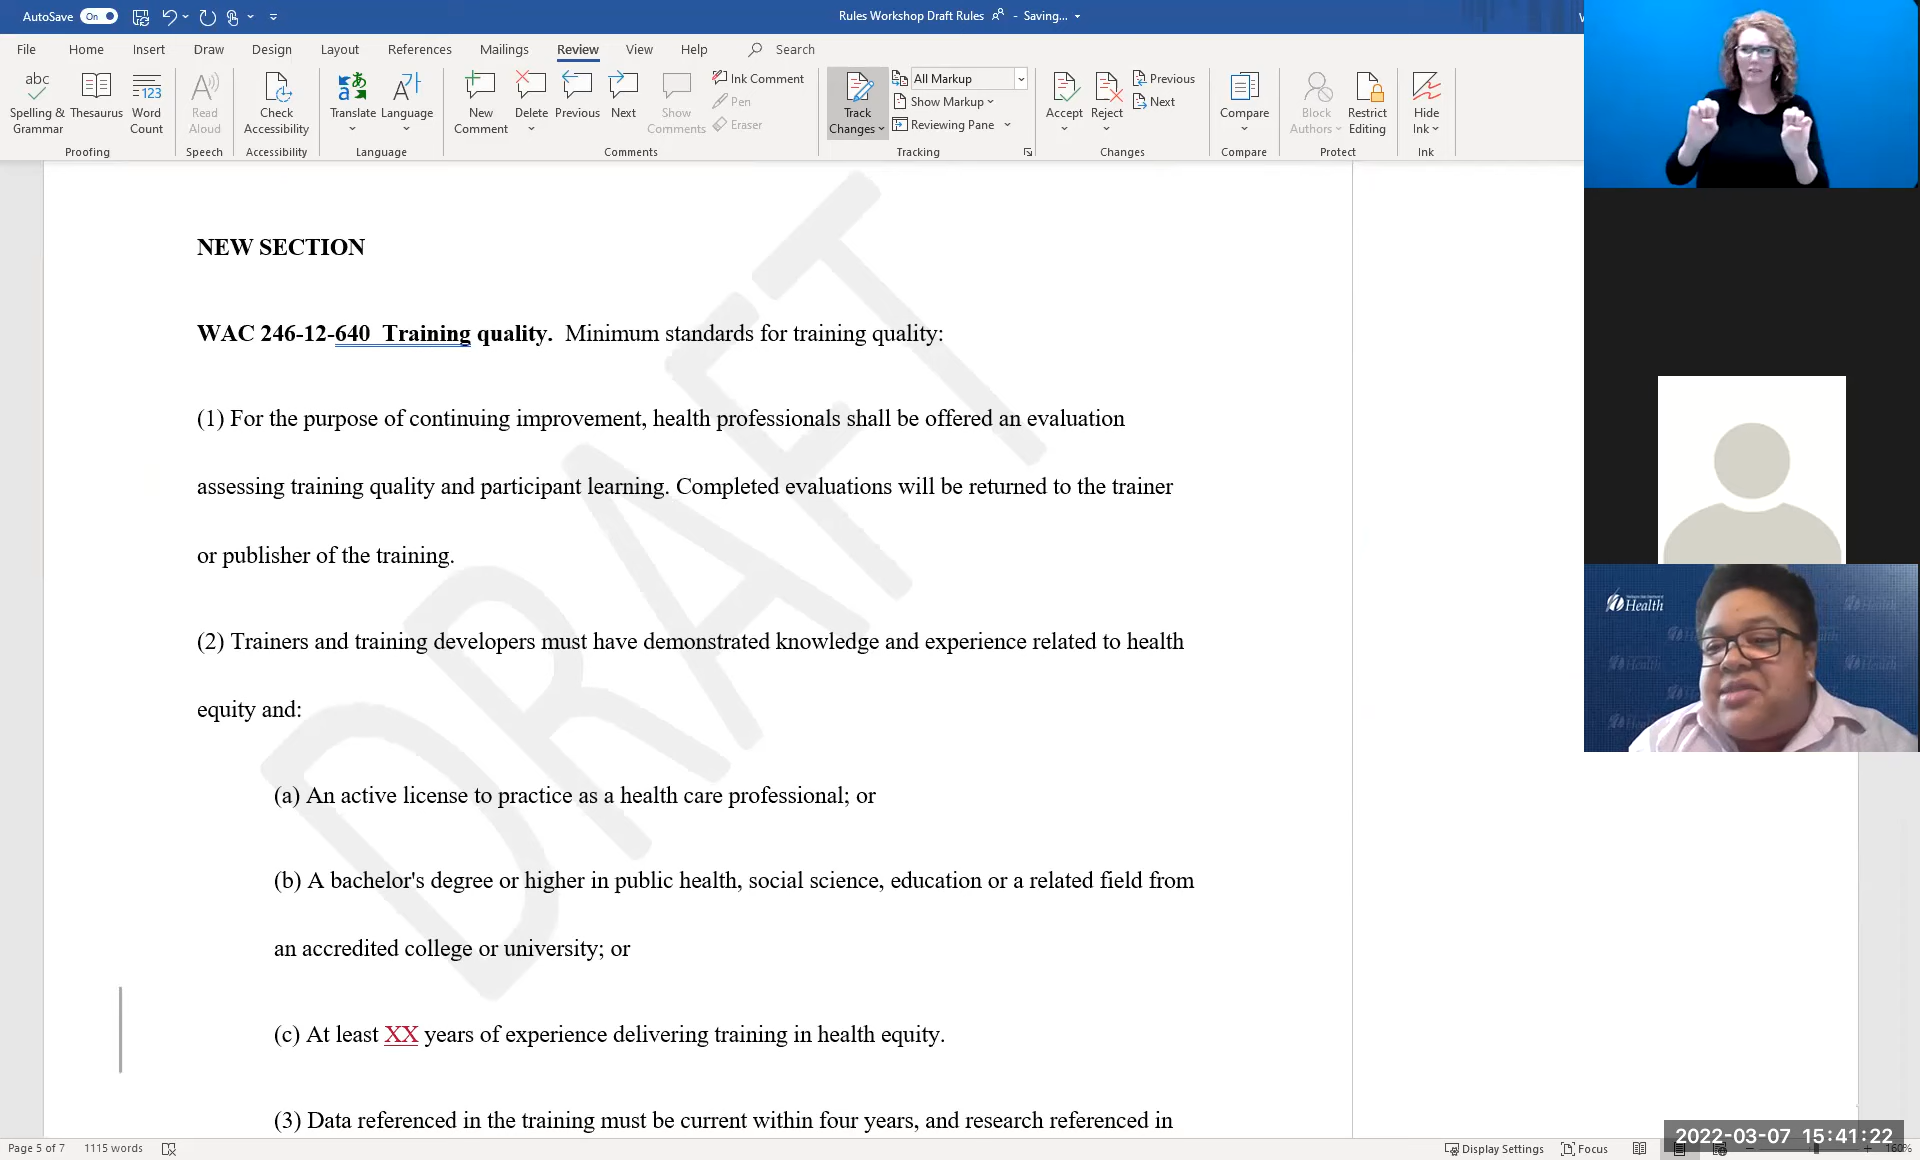 AutoSave On Rules Workshop Draft Rules - Saving...
File Home Insert Draw Design Layout References Mailings Review View Help Search
abc Spelling & Grammar
Thesaurus
123 Word Count
Proofing
Read Aloud
Speech
Check Accessibility
Accessibility
Translate
Language
Language
New Comment
Delete
Previous
Next
Show Comments
Ink Comment
Pen
Eraser
Comments
Track Changes
All Markup
Show Markup
Reviewing Pane
Tracking
Accept
Reject
Previous
Next
Changes
Compare
Compare
Block Authors
Restrict Editing
Protect
Hide Ink
Ink
DRAFT
NEW SECTION
WAC 246-12-640 Training quality. Minimum standards for training quality:
(1) For the purpose of continuing improvement, health professionals shall be offered an evaluation
assessing training quality and participant learning. Completed evaluations will be returned to the trainer
or publisher of the training.
(2) Trainers and training developers must have demonstrated knowledge and experience related to health
equity and:
(a) An active license to practice as a health care professional; or
(b) A bachelor's degree or higher in public health, social science, education or a related field from
an accredited college or university; or
(c) At least XX years of experience delivering training in health equity.
(3) Data referenced in the training must be current within four years, and research referenced in
Health
Page 5 of 7 1115 words
Display Settings Focus
2022-03-07 15:41:22
160%